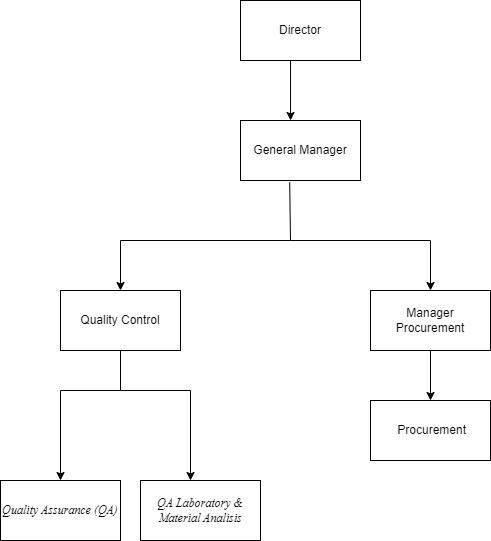 Director
General Manager
Quality Control
Manager
Procurement
Procurement
Quality Assurance (QA)
QA Laboratory &
Material Analisis